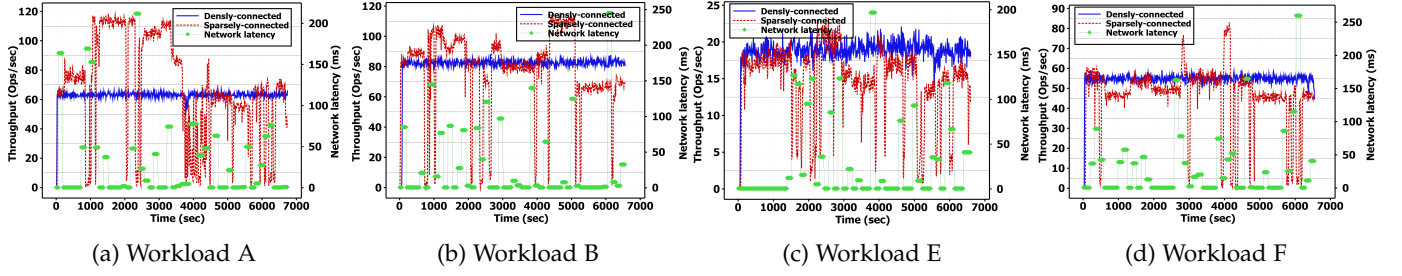 Densly-connected
Sparsely-connected
Network latency
Throughput (Ops/sec)
120
100
80
60
40
20
0
200
150
100
50
0
Network latency (ms)
0 1000 2000 3000 4000 5000 6000 7000
Time (sec)
(a) Workload A
Densly-connected
Sparsely-connected
Network latency
Throughput (Ops/sec)
120
100
80
60
40
20
0
250
200
150
100
50
0
Network latency (ms)
0 1000 2000 3000 4000 5000 6000 7000
Time (sec)
(b) Workload B
Densly-connected
Sparsely-connected
Network latency
Throughput (Ops/sec)
25
20
15
10
5
0
200
150
100
50
0
Network latency (ms)
0 1000 2000 3000 4000 5000 6000 7000
Time (sec)
(c) Workload E
Densly-connected
Sparsely-connected
Network latency
Throughput (Ops/sec)
90
80
70
60
50
40
30
20
10
0
250
200
150
100
50
0
Network latency (ms)
0 1000 2000 3000 4000 5000 6000 7000
Time (sec)
(d) Workload F